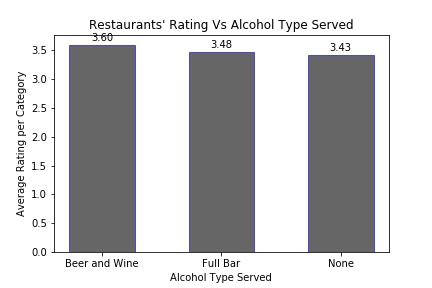 Restaurants' Rating Vs Alcohol Type Served
3.60
3.48
3.43
3.5
3.0
2.5
2.0
1.5
1.0
0.5
0.0
Average Rating per Category
Beer and Wine
Full Bar
None
Alcohol Type Served